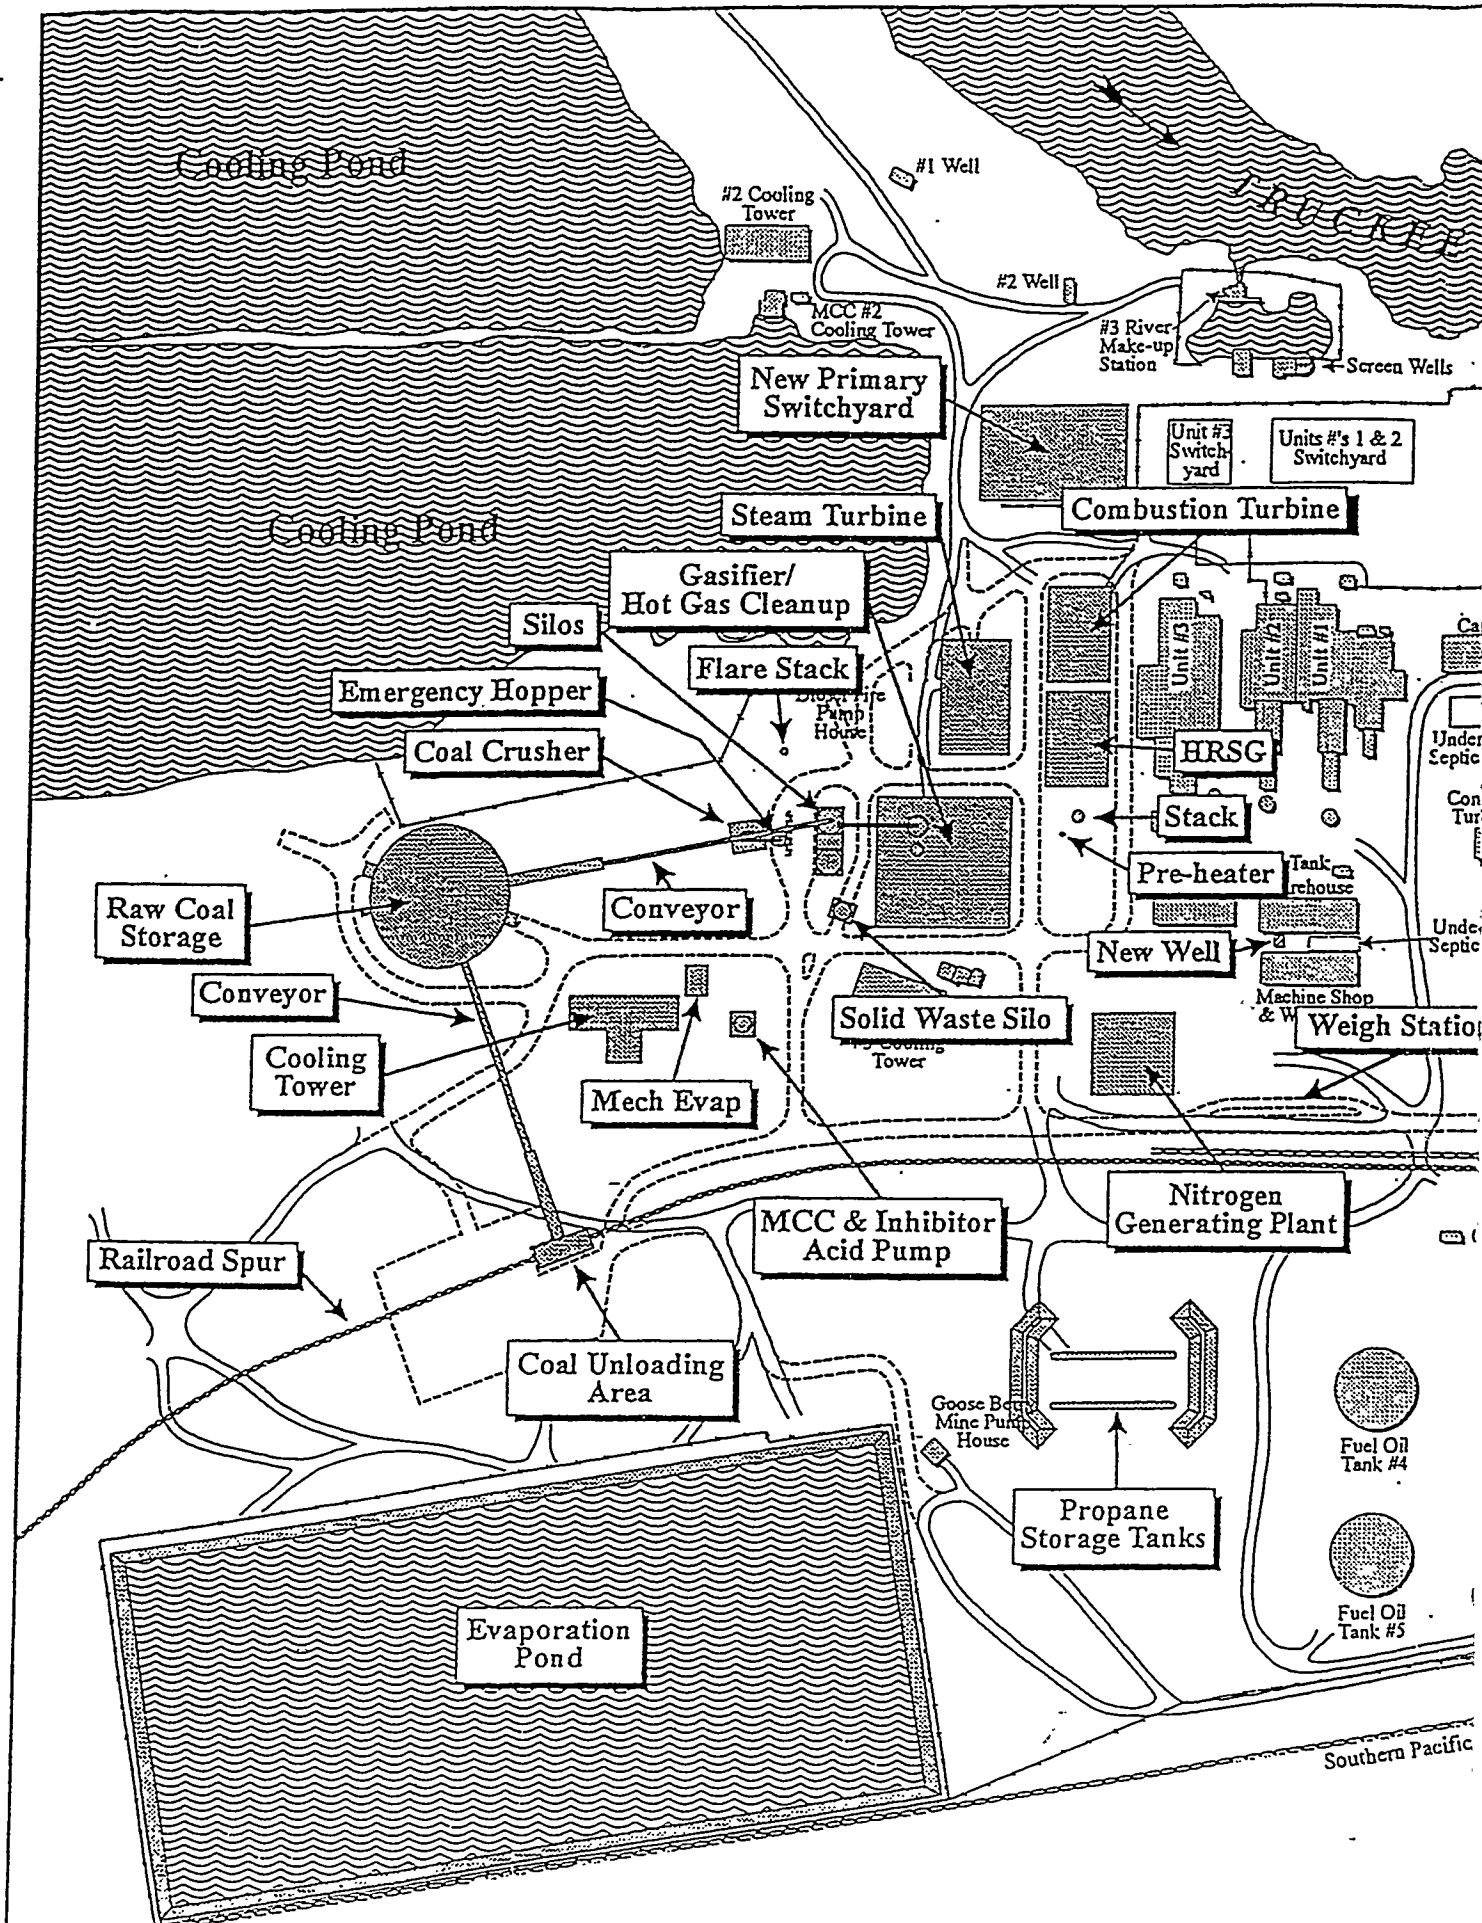 Cooling Pond
#1 Well
#2 Cooling
Tower
TRUCKEE
#2 Well
MCC #2
Cooling Tower
#3 River
Make-up
Station
Screen Wells
New Primary
Switchyard
Unit #3
Switch-
yard
Units #'s 1 & 2
Switchyard
Cooling Pond
Steam Turbine
Combustion Turbine
Gasifier/
Hot Gas Cleanup
Silos
Flare Stack
Emergency Hopper
Pump
House
Coal Crusher
Unit #3
Unit #2
Unit #1
HRSG
Stack
Pre-heater
Tank
Raw Coal
Storage
Conveyor
New Well
Conveyor
Solid Waste Silo
Tower
Machine Shop
&
Cooling
Tower
Mech Evap
Weigh
MCC & Inhibitor
Acid Pump
Nitrogen
Generating Plant
Railroad Spur
Coal Unloading
Area
Goose
Mine Pump
House
Propane
Storage Tanks
Fuel Oil
Tank #4
Fuel Oil
Tank #5
Evaporation
Pond
Southern Pacific